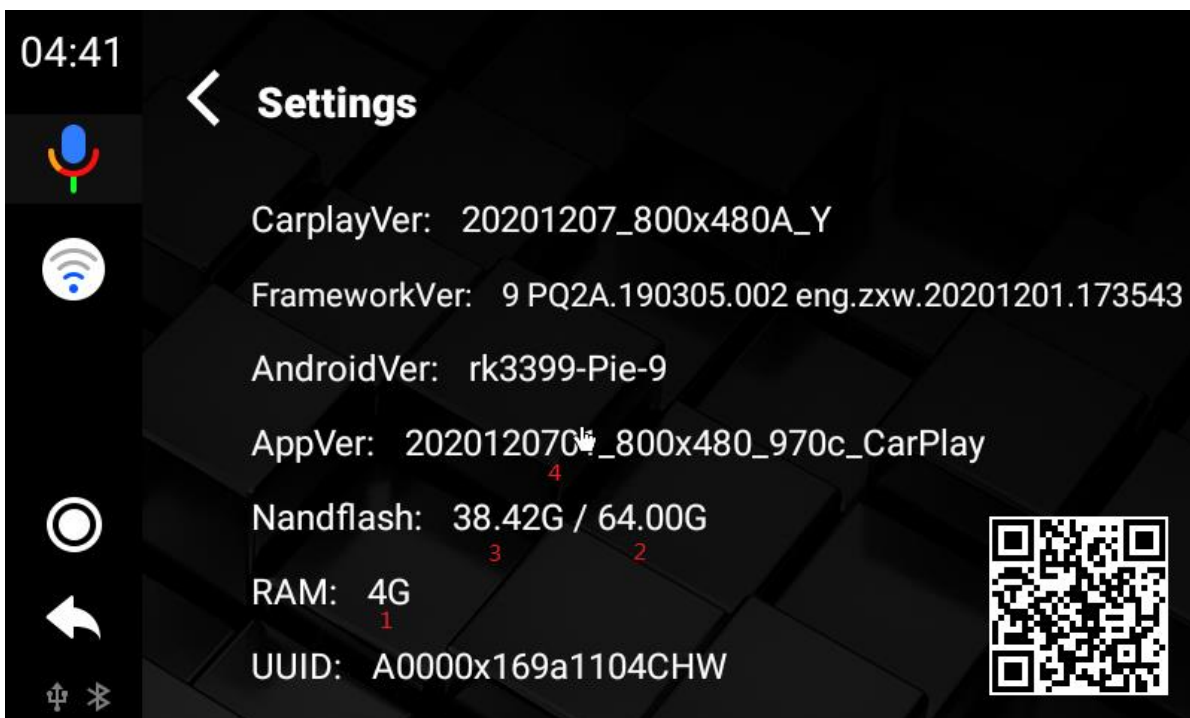 04:41
Settings
CarplayVer: 20201207_800x480A_Y
FrameworkVer: 9 PQ2A.190305.002 eng.zxw.20201201.173543
AndroidVer: rk3399-Pie-9
AppVer: _800x480_970c_CarPlay
4
Nandflash: 38.42G / 64.00G
3 2
RAM: 4G
1
UUID: A0000x169a1104CHW